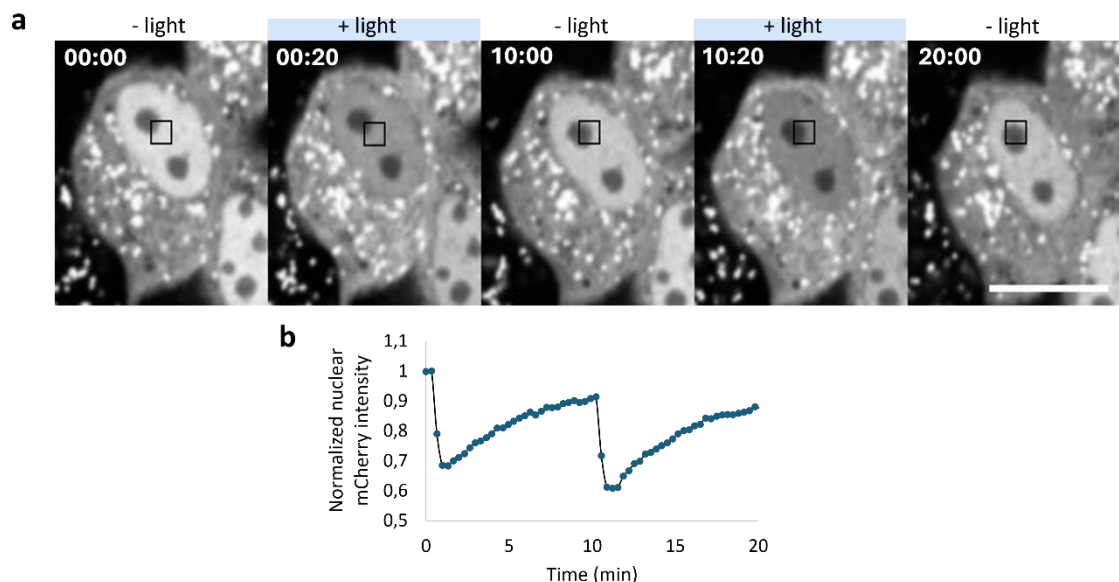 a
- light + light - light + light - light
00:00 00:20 10:00 10:20 20:00
b
Normalized nuclear
mCherry intensity
1,1
1
0,9
0,8
0,7
0,6
0,5
0 5 10 15 20
Time (min)